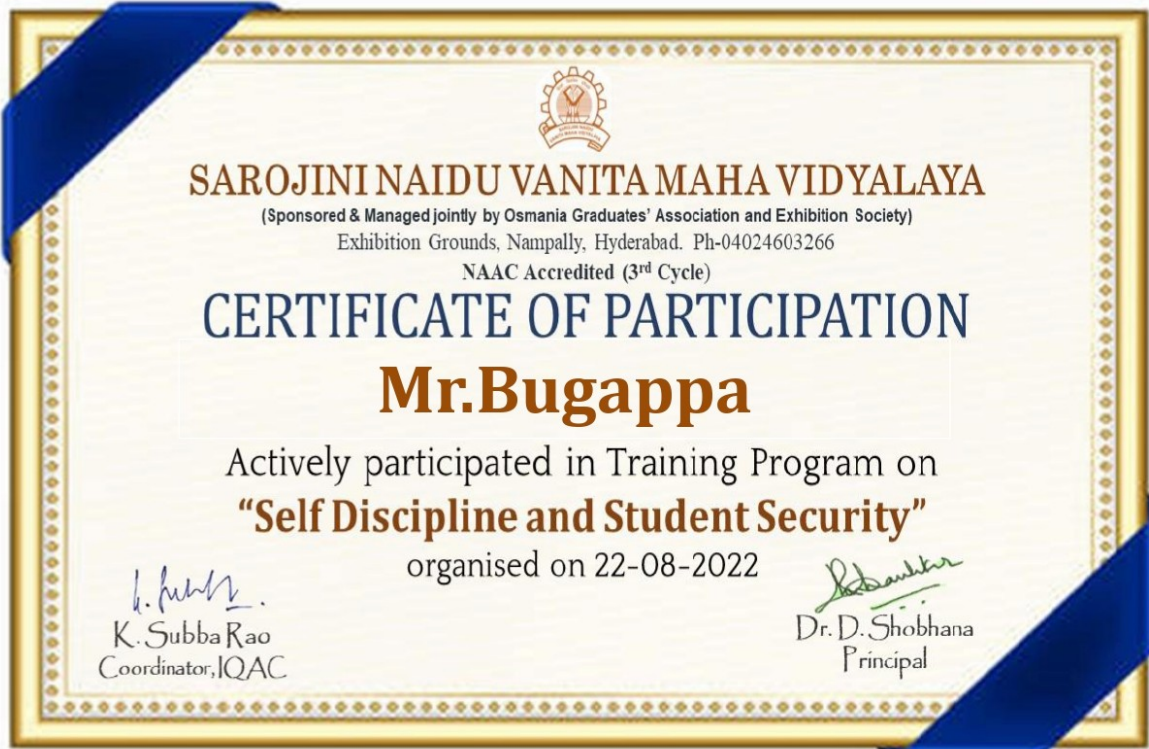 SAROJINI NAIDU VANITA MAHA VIDYALAYA
(Sponsored & Managed jointly by Osmania Graduates' Association and Exhibition Society)
Exhibition Grounds, Nampally, Hyderabad. Ph-04024603266
NAAC Accredited (3rd Cycle)
CERTIFICATE OF PARTICIPATION
Mr.Bugappa
Actively participated in Training Program on
“Self Discipline and Student Security”
organised on 22-08-2022
K. Subba Rao
Coordinator, IQAC
Dr. D. Shobhana
Principal